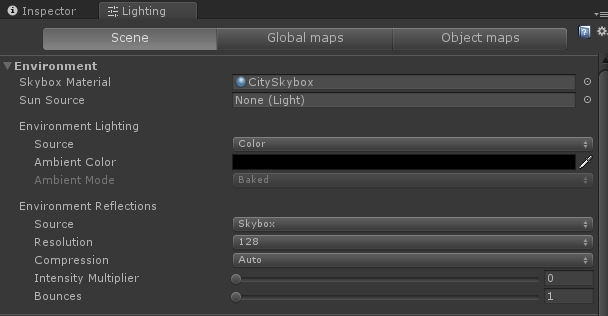 Inspector Lighting
Scene Global maps Object maps
Environment
Skybox Material CitySkybox
Sun Source None (Light)
Environment Lighting
Source Color
Ambient Color
Ambient Mode Baked
Environment Reflections
Source Skybox
Resolution 128
Compression Auto
Intensity Multiplier 0
Bounces 1